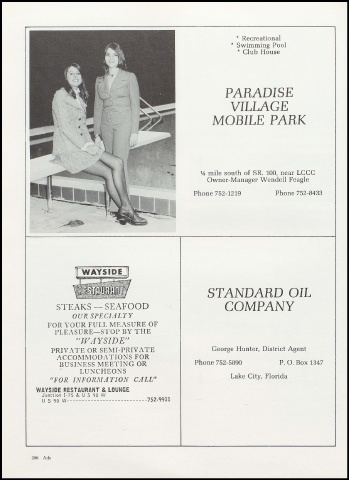 * Recreational
* Swimming Pool
* Club House
PARADISE
VILLAGE
MOBILE PARK
¼ mile south of SR. 100, near LCCC
Owner-Manager Wendell Feagle
Phone 752-1219 Phone 752-8433
WAYSIDE
RESTAURANT
STEAKS — SEAFOOD
OUR SPECIALTY
FOR YOUR FULL MEASURE OF
PLEASURE—STOP BY THE
"WAYSIDE"
PRIVATE OR SEMI-PRIVATE
ACCOMMODATIONS FOR
BUSINESS MEETING OR
LUNCHEONS
"FOR INFORMATION CALL"
WAYSIDE RESTAURANT & LOUNGE
Junction I-75 & U S 90 W
U S 90 W 752-9911
STANDARD OIL
COMPANY
George Hunter, District Agent
Phone 752-5890 P. O. Box 1347
Lake City, Florida
Ads